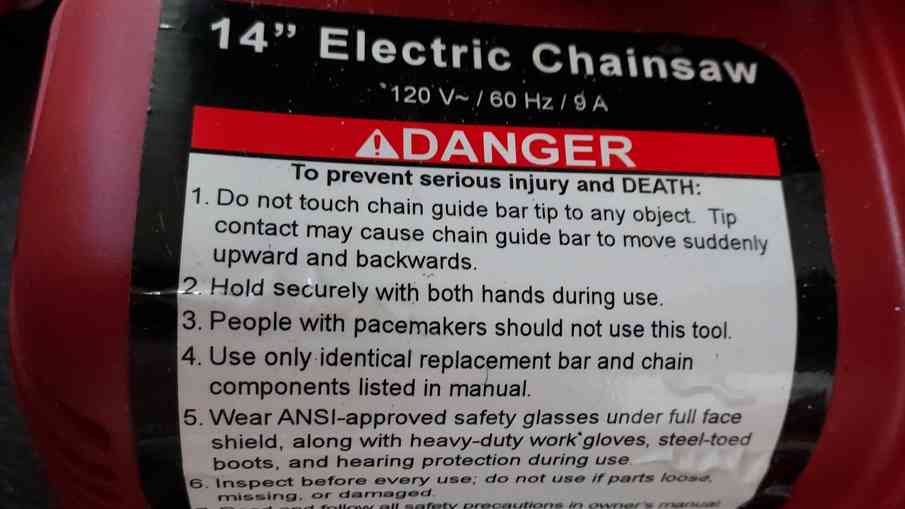 14” Electric Chainsaw
*120 V~ / 60 Hz / 9 A
⚠DANGER
To prevent serious injury and DEATH:
1. Do not touch chain guide bar tip to any object. Tip
contact may cause chain guide bar to move suddenly
upward and backwards.
2. Hold securely with both hands during use.
3. People with pacemakers should not use this tool.
4. Use only identical replacement bar and chain
components listed in manual.
5. Wear ANSI-approved safety glasses under full face
shield, along with heavy-duty work gloves, steel-toed
boots, and hearing protection during use.
6. Inspect before every use; do not use if parts loose,
missing, or damaged.
7. Read and follow all safety precautions in owner's manual